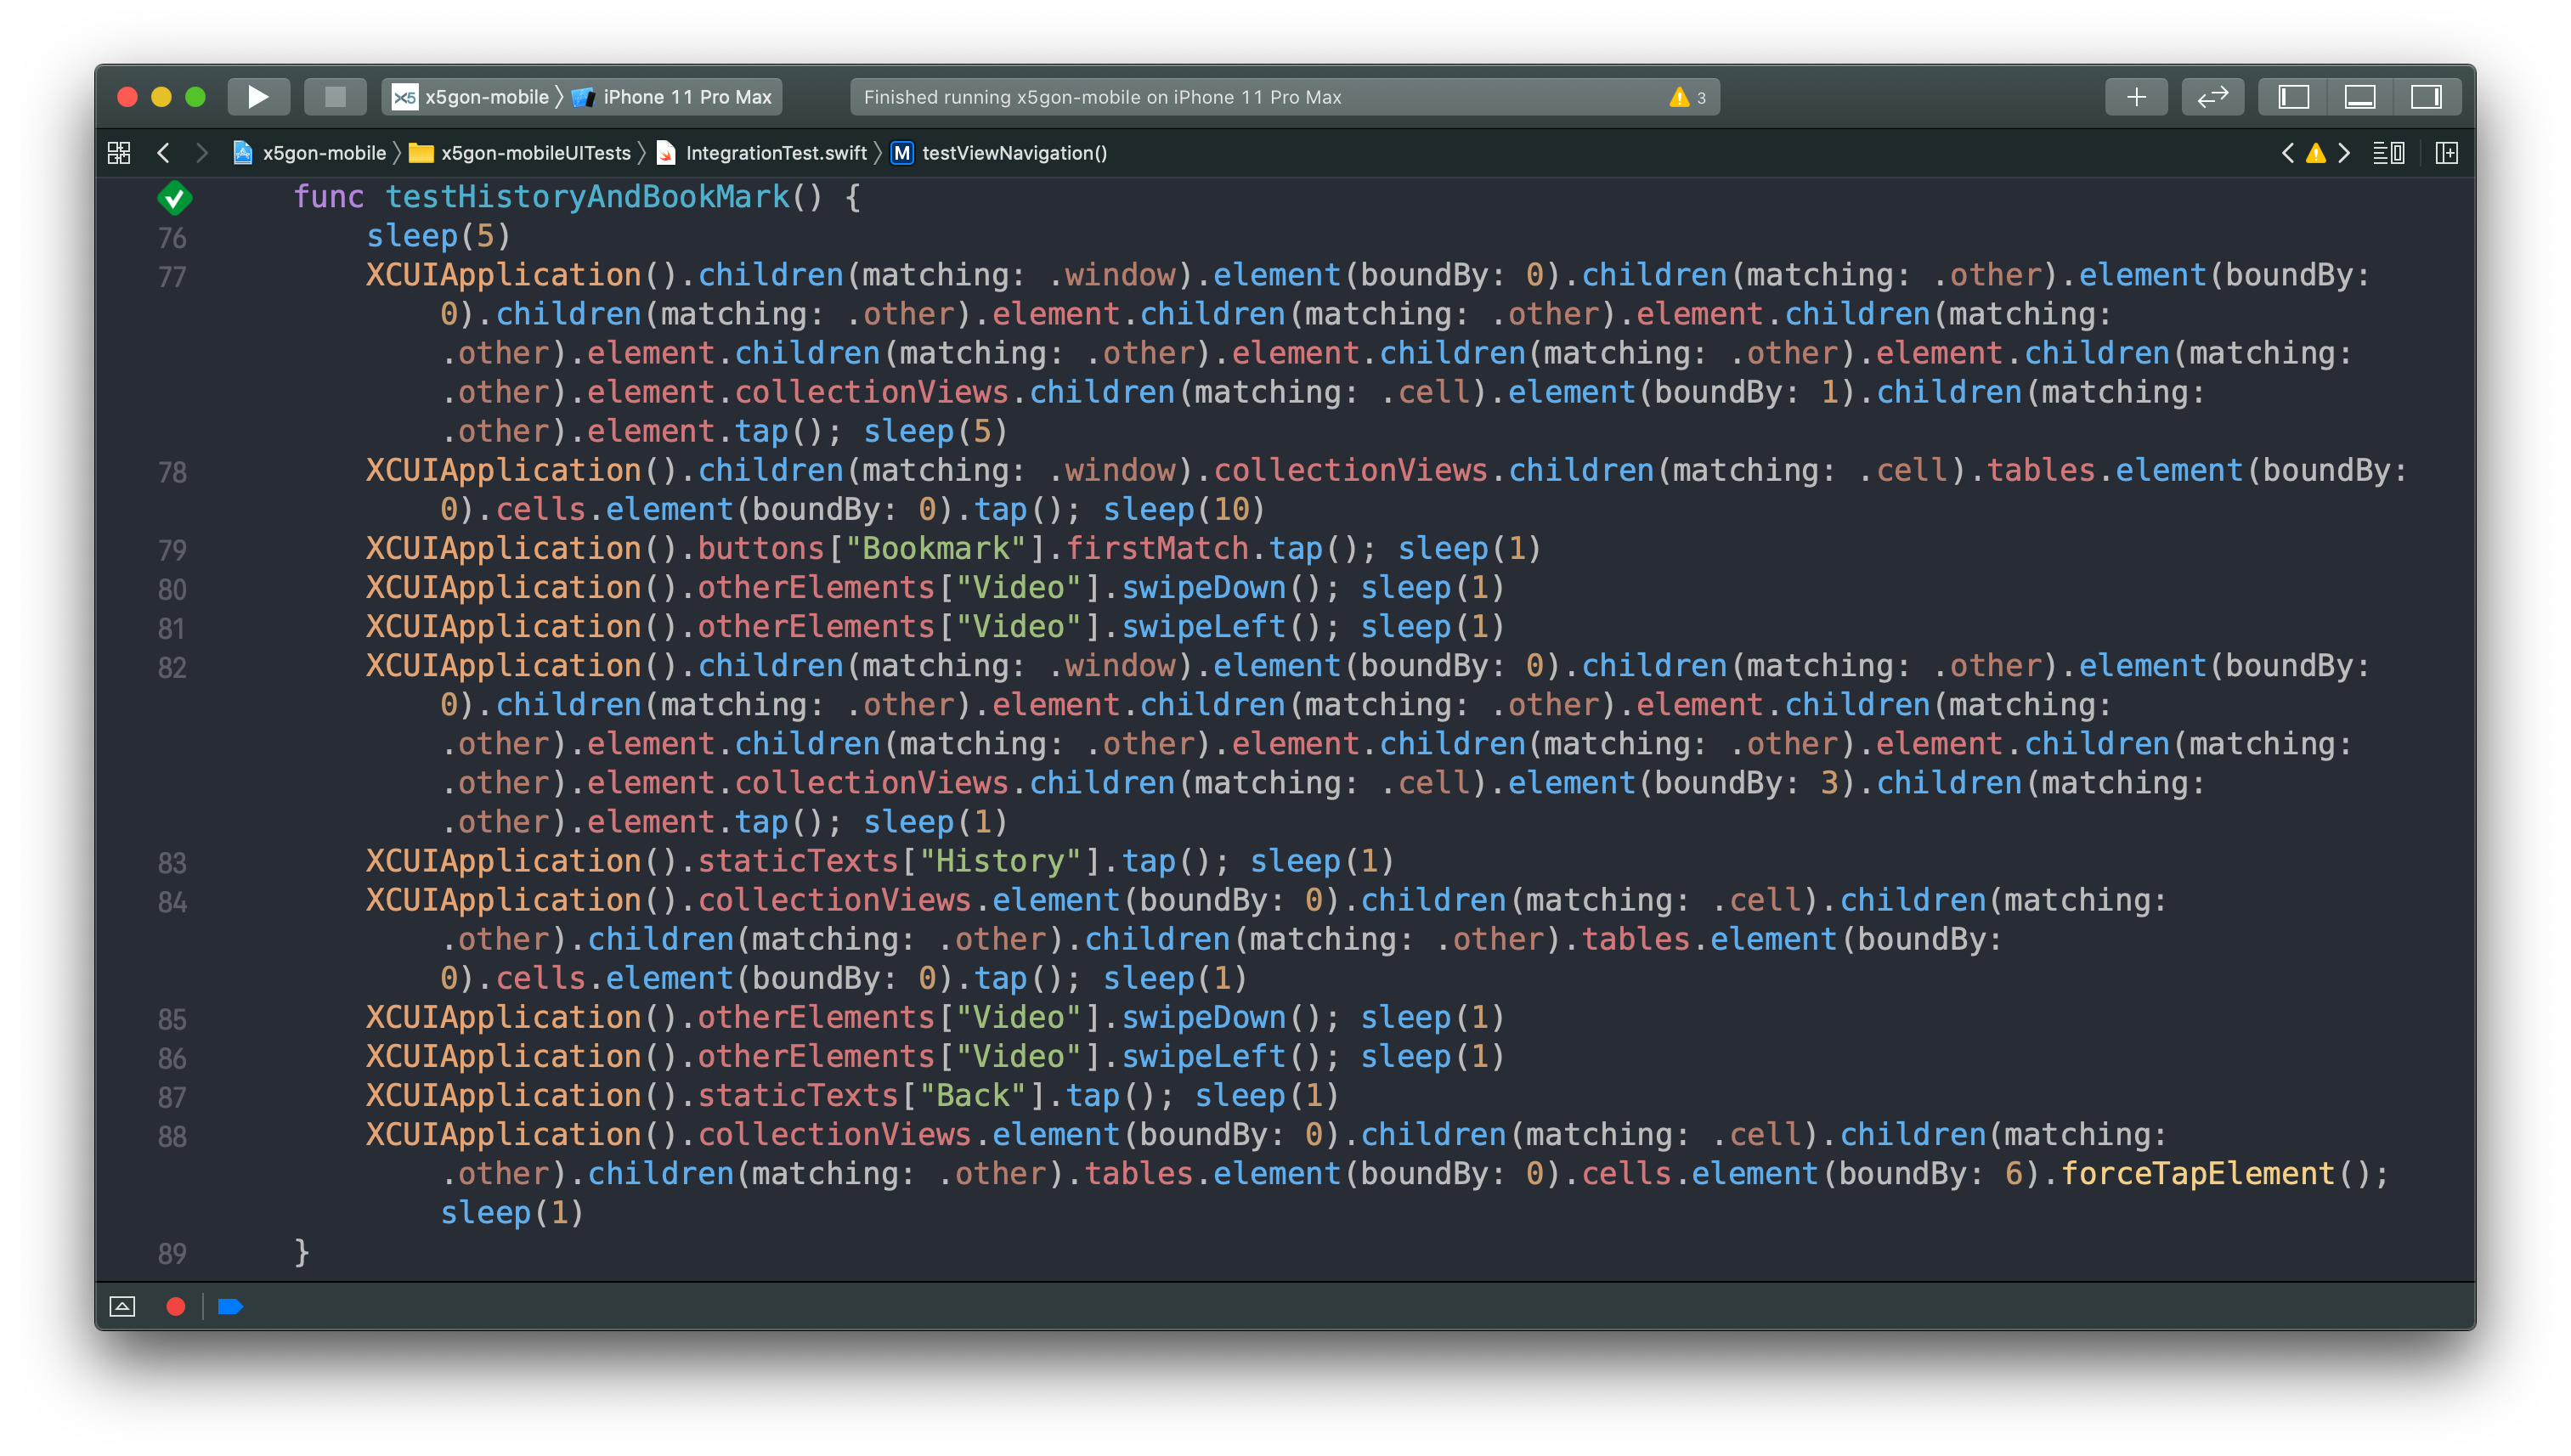 x5gon-mobile 〉 iPhone 11 Pro Max
Finished running x5gon-mobile on iPhone 11 Pro Max 3
x5gon-mobile 〉 x5gon-mobileUITests 〉 IntegrationTest.swift 〉 M testViewNavigation()
func testHistoryAndBookMark() {
76 sleep(5)
77 XCUIApplication().children(matching: .window).element(boundBy: 0).children(matching: .other).element(boundBy:
0).children(matching: .other).element.children(matching: .other).element.children(matching:
.other).element.children(matching: .other).element.children(matching: .other).element.children(matching:
.other).element.collectionViews.children(matching: .cell).element(boundBy: 1).children(matching:
.other).element.tap(); sleep(5)
78 XCUIApplication().children(matching: .window).collectionViews.children(matching: .cell).tables.element(boundBy:
0).cells.element(boundBy: 0).tap(); sleep(10)
79 XCUIApplication().buttons["Bookmark"].firstMatch.tap(); sleep(1)
80 XCUIApplication().otherElements["Video"].swipeDown(); sleep(1)
81 XCUIApplication().otherElements["Video"].swipeLeft(); sleep(1)
82 XCUIApplication().children(matching: .window).element(boundBy: 0).children(matching: .other).element(boundBy:
0).children(matching: .other).element.children(matching: .other).element.children(matching:
.other).element.children(matching: .other).element.children(matching: .other).element.children(matching:
.other).element.collectionViews.children(matching: .cell).element(boundBy: 3).children(matching:
.other).element.tap(); sleep(1)
83 XCUIApplication().staticTexts["History"].tap(); sleep(1)
84 XCUIApplication().collectionViews.element(boundBy: 0).children(matching: .cell).children(matching:
.other).children(matching: .other).children(matching: .other).tables.element(boundBy:
0).cells.element(boundBy: 0).tap(); sleep(1)
85 XCUIApplication().otherElements["Video"].swipeDown(); sleep(1)
86 XCUIApplication().otherElements["Video"].swipeLeft(); sleep(1)
87 XCUIApplication().staticTexts["Back"].tap(); sleep(1)
88 XCUIApplication().collectionViews.element(boundBy: 0).children(matching: .cell).children(matching:
.other).children(matching: .other).tables.element(boundBy: 0).cells.element(boundBy: 6).forceTapElement();
sleep(1)
89 }